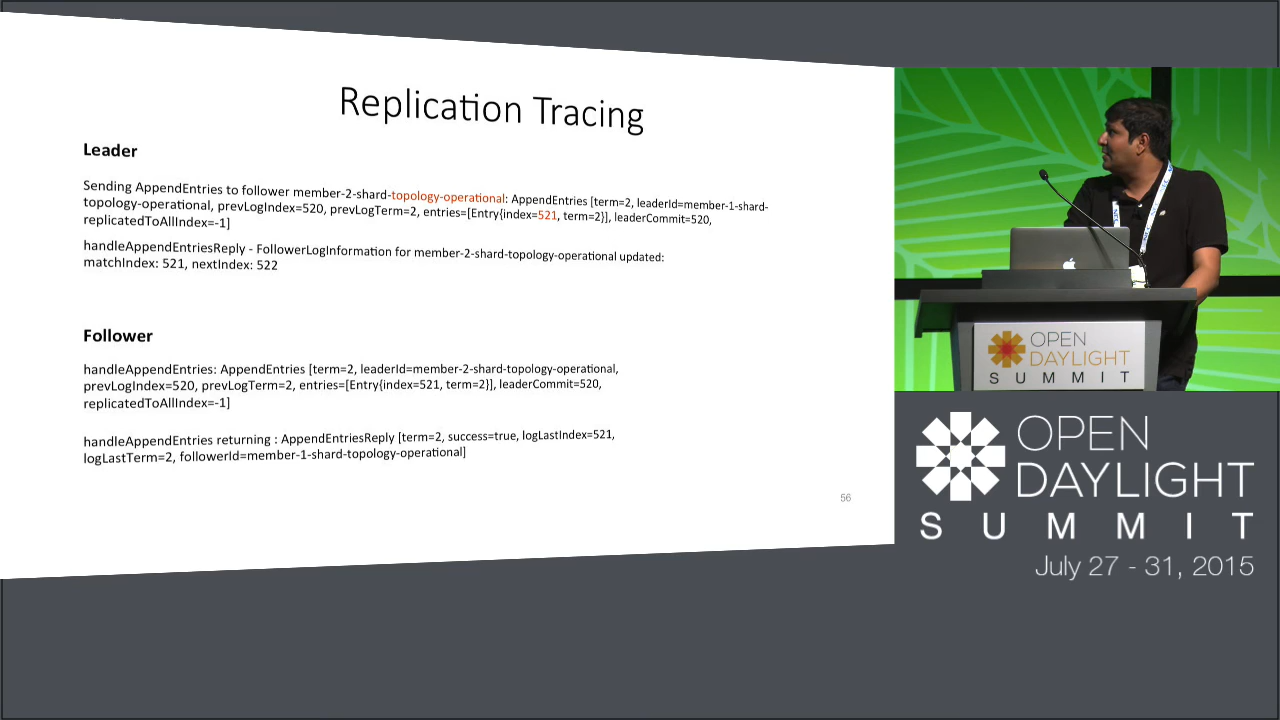 Replication Tracing
Leader
Sending AppendEntries to follower member-2-shard-topology-operational: AppendEntries [term=2, leaderId=member-1-shard-
topology-operational, prevLogIndex=520, prevLogTerm=2, entries=[Entry{index=521, term=2}], leaderCommit=520,
replicatedToAllIndex=-1]
handleAppendEntriesReply - FollowerLogInformation for member-2-shard-topology-operational updated:
matchIndex: 521, nextIndex: 522
Follower
handleAppendEntries: AppendEntries [term=2, leaderId=member-2-shard-topology-operational,
prevLogIndex=520, prevLogTerm=2, entries=[Entry{index=521, term=2}], leaderCommit=520,
replicatedToAllIndex=-1]
handleAppendEntries returning : AppendEntriesReply [term=2, success=true, logLastIndex=521,
logLastTerm=2, followerId=member-1-shard-topology-operational]
56
OPEN
DAYLIGHT
SUMMIT
OPEN
DAYLIGHT
SUMMIT
July 27 - 31, 2015